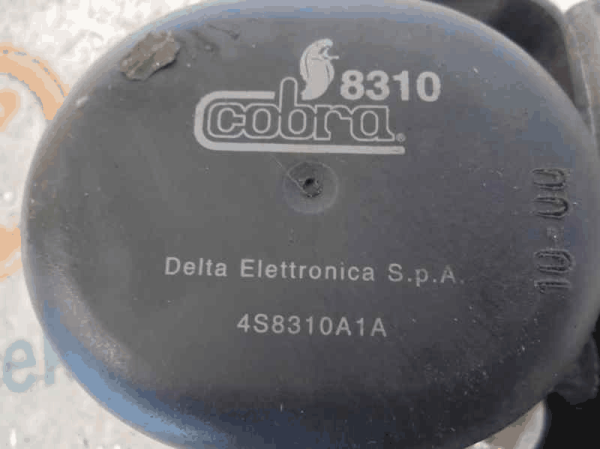 8310
cobra®
Delta Elettronica S.p.A.
4S8310A1A
10-00